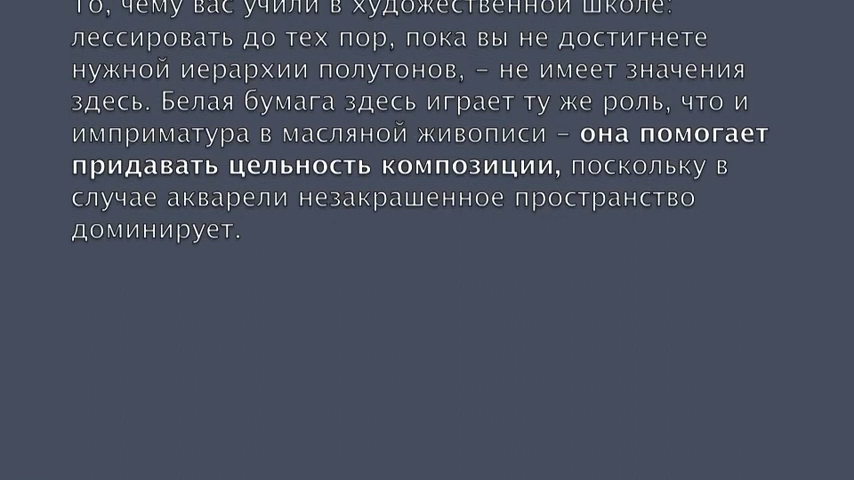 То, чему вас учили в художественной школе:
лессировать до тех пор, пока вы не достигнете
нужной иерархии полутонов, – не имеет значения
здесь. Белая бумага здесь играет ту же роль, что и
имприматура в масляной живописи – она помогает
придавать цельность композиции, поскольку в
случае акварели незакрашенное пространство
доминирует.